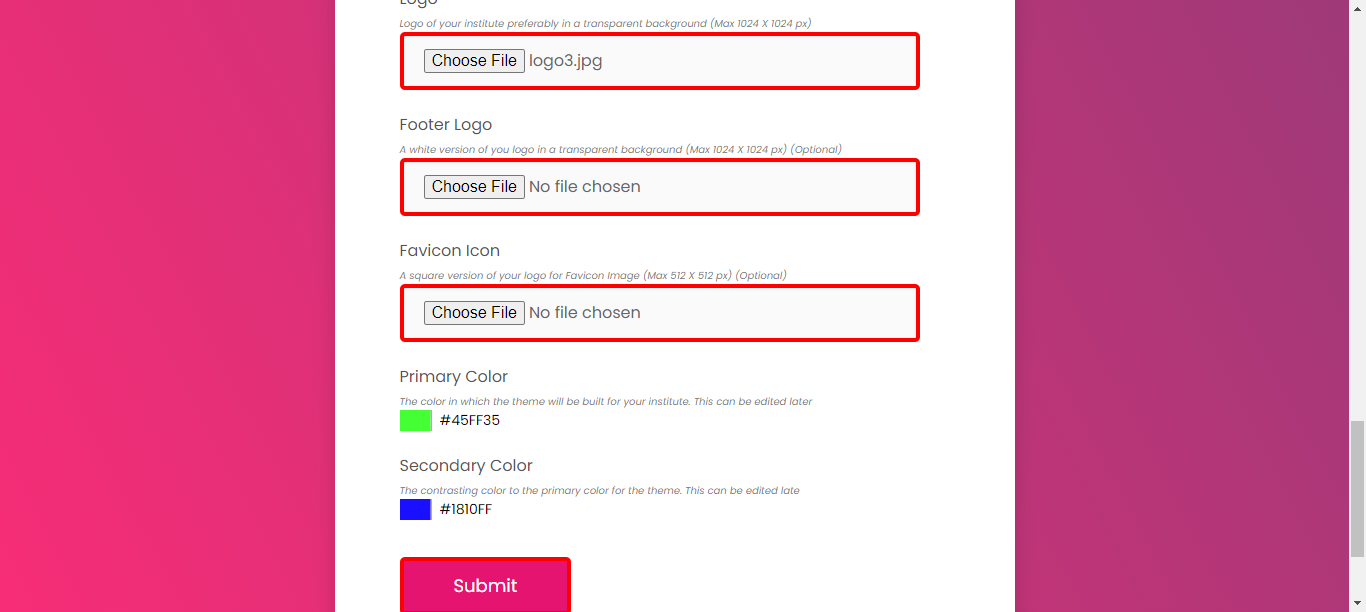 Logo
Logo of your institute preferably in a transparent background (Max 1024 X 1024 px)
Choose File logo3.jpg
Footer Logo
A white version of you logo in a transparent background (Max 1024 X 1024 px) (Optional)
Choose File No file chosen
Favicon Icon
A square version of your logo for Favicon Image (Max 512 X 512 px) (Optional)
Choose File No file chosen
Primary Color
The color in which the theme will be built for your institute. This can be edited later
#45FF35
Secondary Color
The contrasting color to the primary color for the theme. This can be edited late
#1810FF
Submit